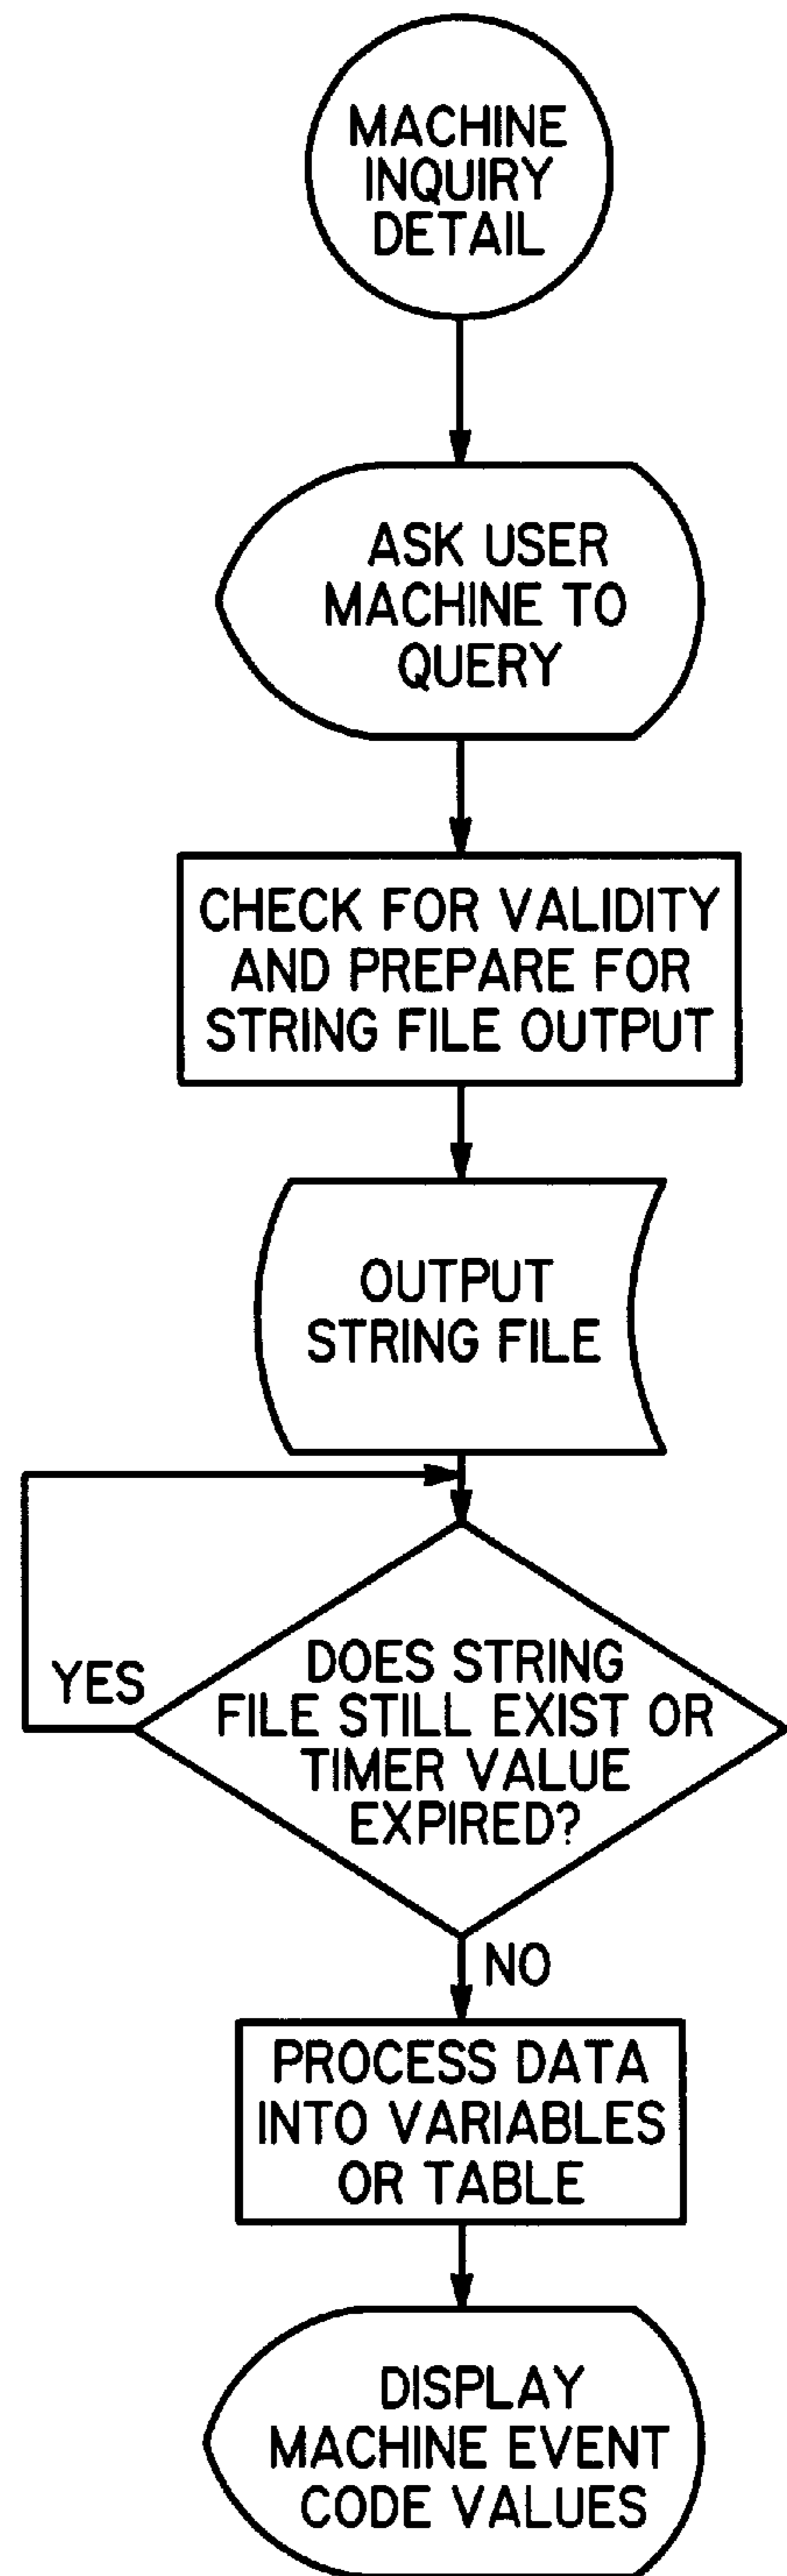 MACHINE
INQUIRY
DETAIL
ASK USER
MACHINE TO
QUERY
CHECK FOR VALIDITY
AND PREPARE FOR
STRING FILE OUTPUT
OUTPUT
STRING FILE
YES
DOES STRING
FILE STILL EXIST OR
TIMER VALUE
EXPIRED?
NO
PROCESS DATA
INTO VARIABLES
OR TABLE
DISPLAY
MACHINE EVENT
CODE VALUES